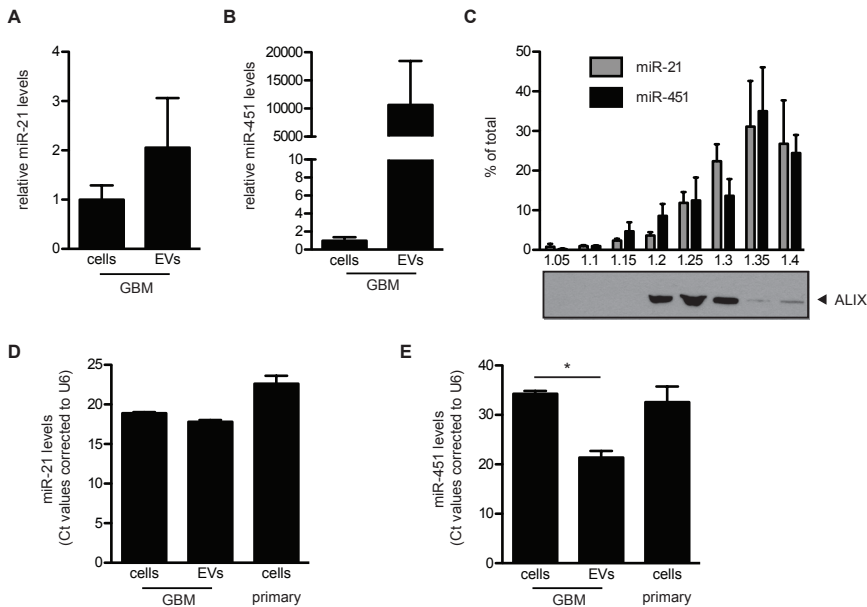 A
relative miR-21 levels
4
3
2
1
0
cells
EVs
GBM
B
relative miR-451 levels
20000
15000
10000
5000
10
8
6
4
2
0
cells
EVs
GBM
C
% of total
50
40
30
20
10
0
miR-21
miR-451
1.05 1.1 1.15 1.2 1.25 1.3 1.35 1.4
ALIX
D
miR-21 levels
(Ct values corrected to U6)
25
20
15
10
5
0
cells
EVs
cells
GBM
primary
E
miR-451 levels
(Ct values corrected to U6)
40
30
20
10
0
*
cells
EVs
cells
GBM
primary